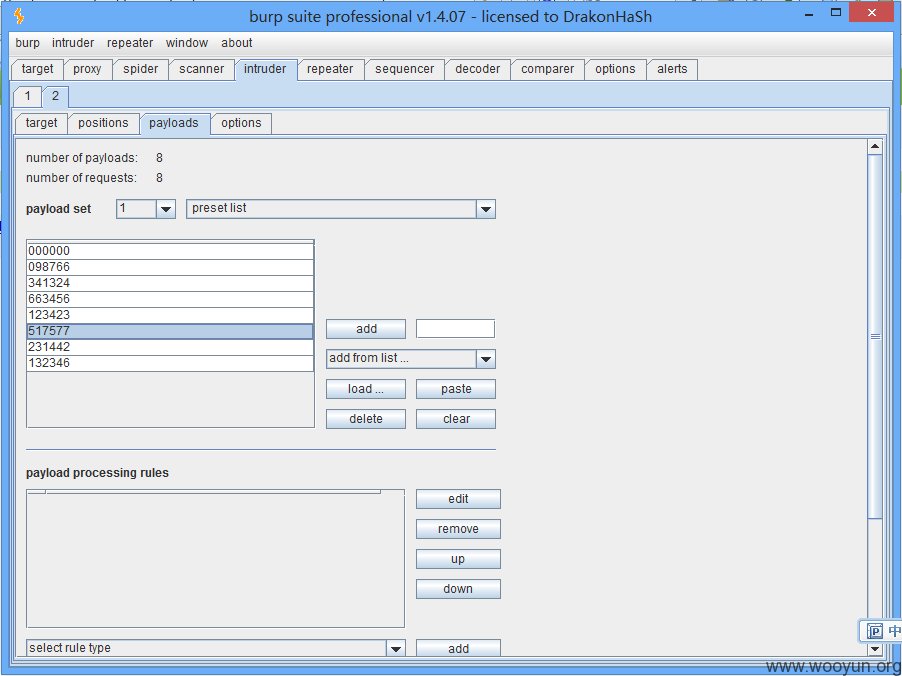 burp suite professional v1.4.07 - licensed to DrakonHaSh
burp intruder repeater window about
target proxy spider scanner intruder repeater sequencer decoder comparer options alerts
1 2
target positions payloads options
number of payloads: 8
number of requests: 8
payload set 1 preset list
000000
098766
341324
663456
123423
517577
231442
132346
add
add from list ...
load ... paste
delete clear
payload processing rules
edit
remove
up
down
select rule type add
P 中
www.wooyun.org